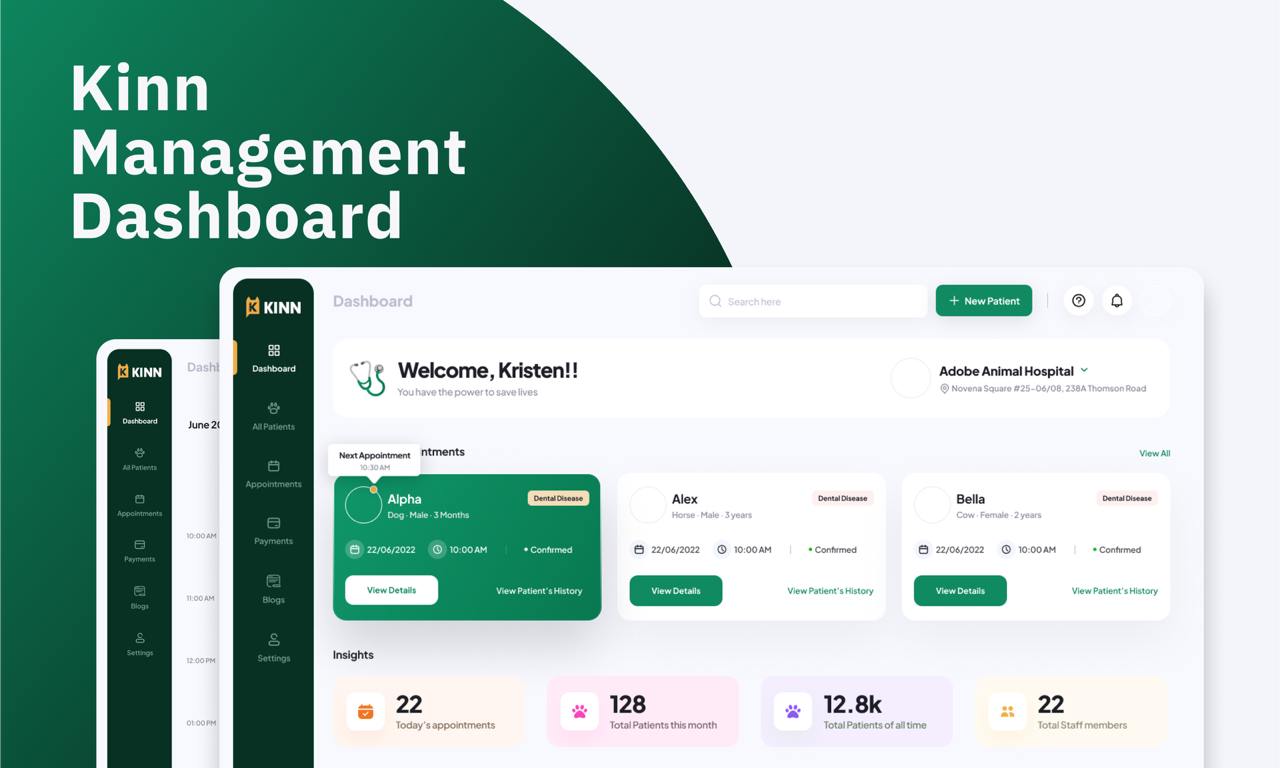 Kinn
Management
Dashboard
KINN
Dashboard
All Patients
Appointments
Payments
Blogs
Settings
June 20
10:00 AM
11:00 AM
12:00 PM
01:00 PM
KINN
Dashboard
All Patients
Appointments
Payments
Blogs
Settings
Dashboard
Search here
New Patient
Welcome, Kristen!!
You have the power to save lives
Adobe Animal Hospital
Novena Square #25-06/08, 238A Thomson Road
Next Appointment
10:30 AM
ntments
View All
Alpha
Dog · Male · 3 Months
Dental Disease
22/06/2022 10:00 AM | • Confirmed
View Details View Patient's History
Alex
Horse · Male · 3 years
Dental Disease
22/06/2022 10:00 AM | • Confirmed
View Details View Patient's History
Bella
Cow · Female · 2 years
Dental Disease
22/06/2022 10:00 AM | • Confirmed
View Details View Patient's History
Insights
22
Today's appointments
128
Total Patients this month
12.8k
Total Patients of all time
22
Total Staff members